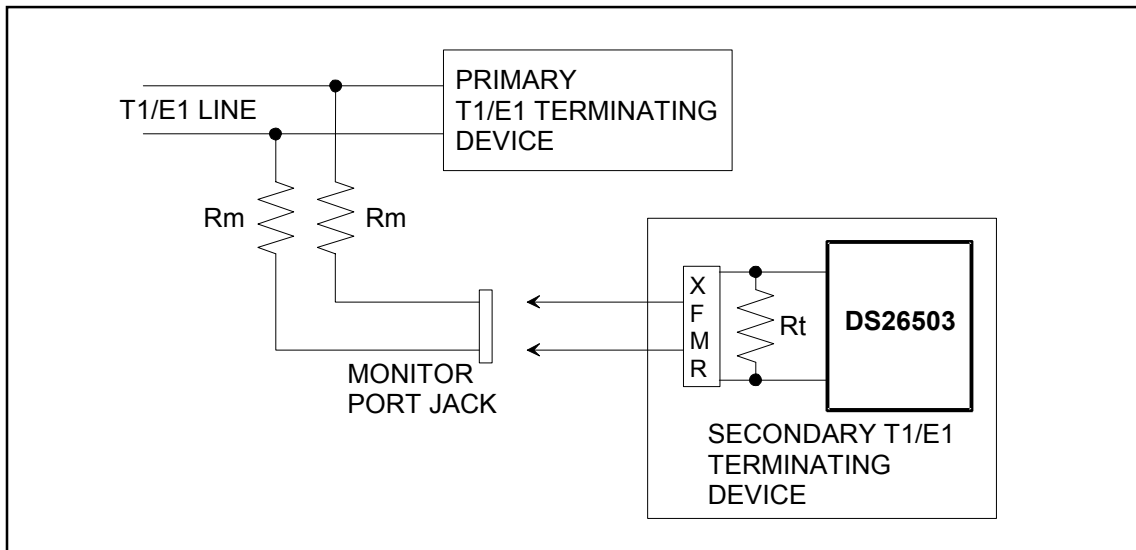 PRIMARY
T1/E1 TERMINATING
DEVICE
T1/E1 LINE
Rm
Rm
X
F
M
R
Rt
DS26503
MONITOR
PORT JACK
SECONDARY T1/E1
TERMINATING
DEVICE